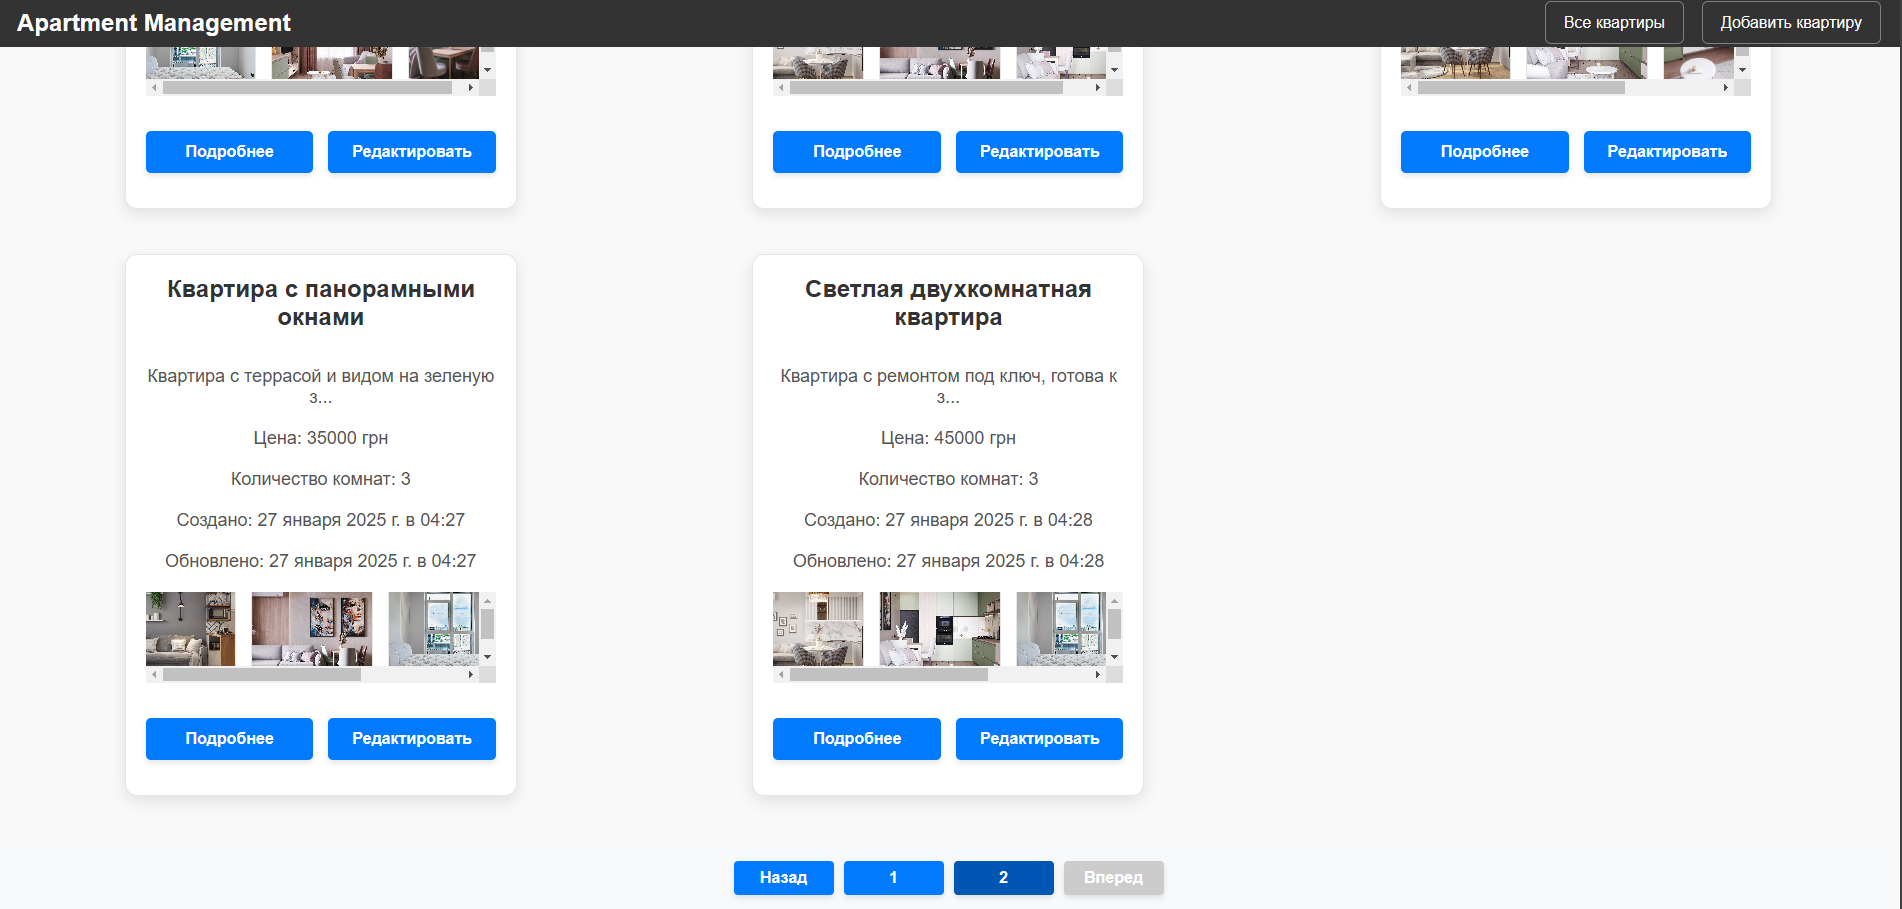 Apartment Management
Все квартиры
Добавить квартиру
Подробнее
Редактировать
Подробнее
Редактировать
Подробнее
Редактировать
Квартира с панорамными
окнами
Квартира с террасой и видом на зеленую
з...
Цена: 35000 грн
Количество комнат: 3
Создано: 27 января 2025 г. в 04:27
Обновлено: 27 января 2025 г. в 04:27
Подробнее
Редактировать
Светлая двухкомнатная
квартира
Квартира с ремонтом под ключ, готова к
з...
Цена: 45000 грн
Количество комнат: 3
Создано: 27 января 2025 г. в 04:28
Обновлено: 27 января 2025 г. в 04:28
Подробнее
Редактировать
Назад
1
2
Вперед